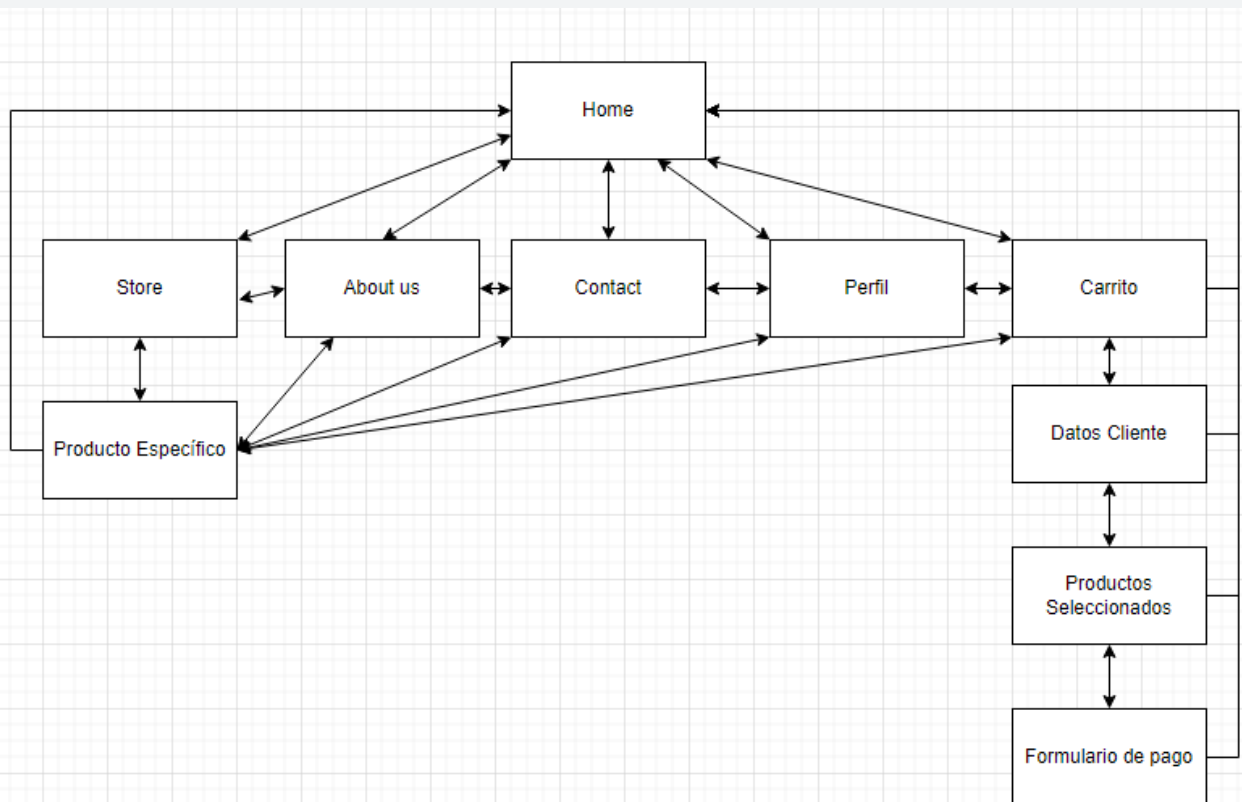 Home
Store
About us
Contact
Perfil
Carrito
Producto Específico
Datos Cliente
Productos
Seleccionados
Formulario de pago